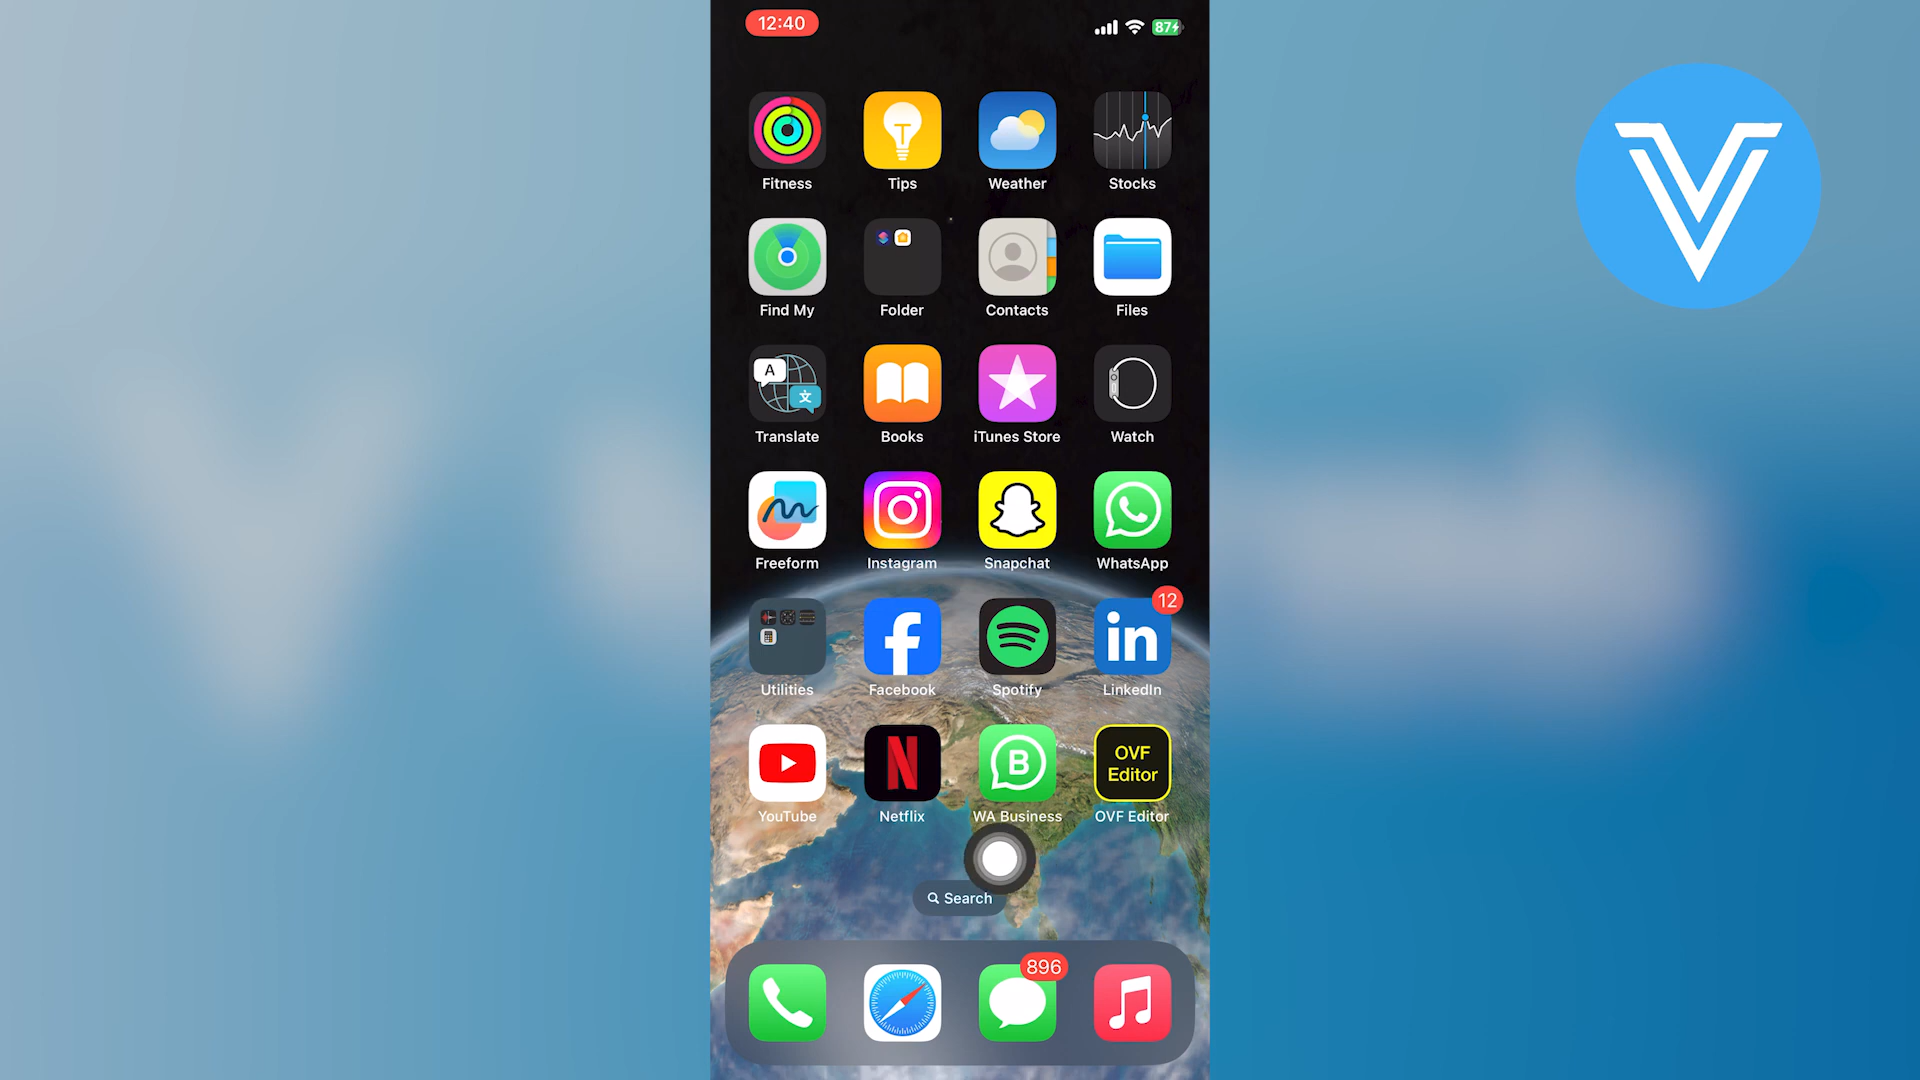 12:40
87
Fitness
Tips
Weather
Stocks
Find My
Folder
Contacts
Files
A
文
Translate
Books
iTunes Store
Watch
Freeform
Instagram
Snapchat
WhatsApp
12
in
Utilities
Facebook
Spotify
LinkedIn
N
B
OVF
Editor
YouTube
Netflix
WA Business
OVF Editor
Search
896